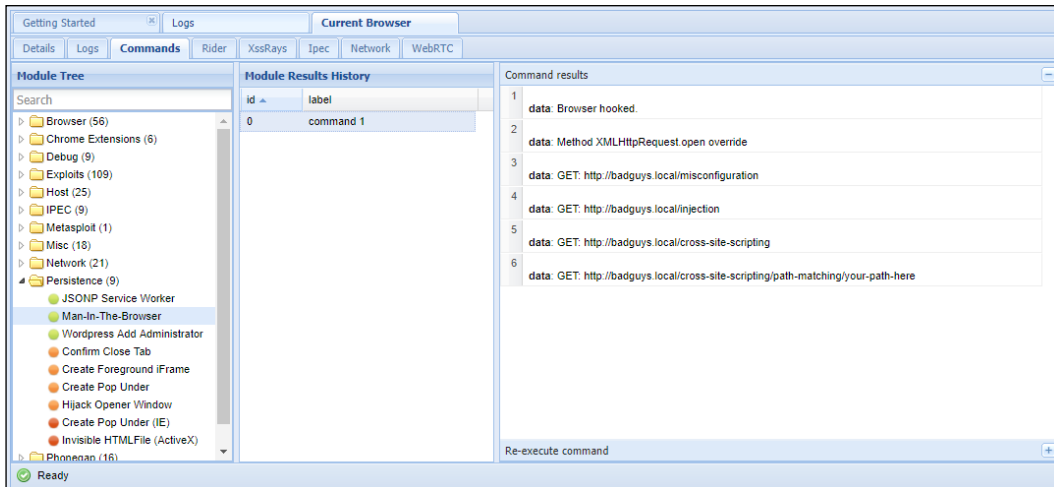 Getting Started
Logs
Current Browser
Details
Logs
Commands
Rider
XssRays
Ipec
Network
WebRTC
Module Tree
Search
Browser (56)
Chrome Extensions (6)
Debug (9)
Exploits (109)
Host (25)
IPEC (9)
Metasploit (1)
Misc (18)
Network (21)
Persistence (9)
JSONP Service Worker
Man-In-The-Browser
Wordpress Add Administrator
Confirm Close Tab
Create Foreground iFrame
Create Pop Under
Hijack Opener Window
Create Pop Under (IE)
Invisible HTMLFile (ActiveX)
Phonegap (16)
Module Results History
id label
0 command 1
Command results
1
data: Browser hooked.
2
data: Method XMLHttpRequest.open override
3
data: GET: http://badguys.local/misconfiguration
4
data: GET: http://badguys.local/injection
5
data: GET: http://badguys.local/cross-site-scripting
6
data: GET: http://badguys.local/cross-site-scripting/path-matching/your-path-here
Re-execute command
Ready